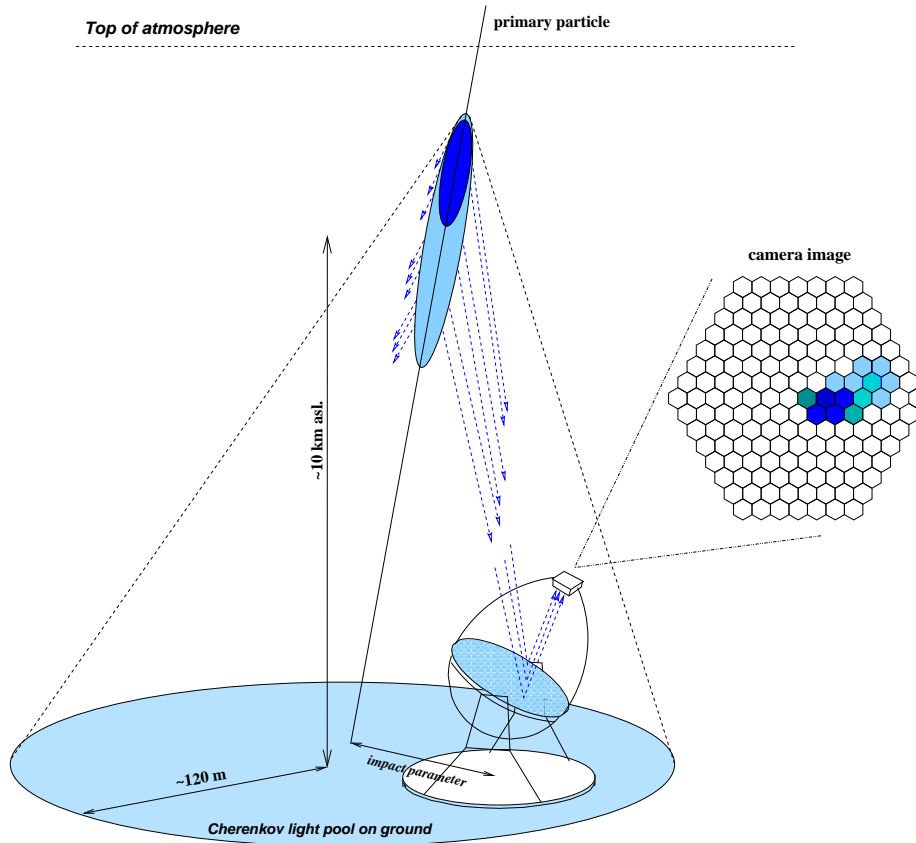 Top of atmosphere
primary particle
camera image
~10 km asl.
impact parameter
~120 m
Cherenkov light pool on ground